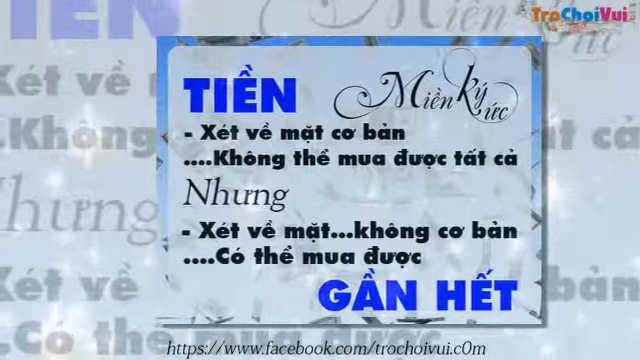 TroChoiVui
TIỀN
Miền ký ức
- Xét về mặt cơ bản
....Không thể mua được tất cả
Nhưng
- Xét về mặt...không cơ bản
....Có thể mua được
GẦN HẾT
https://www.facebook.com/trochoivui.c0m